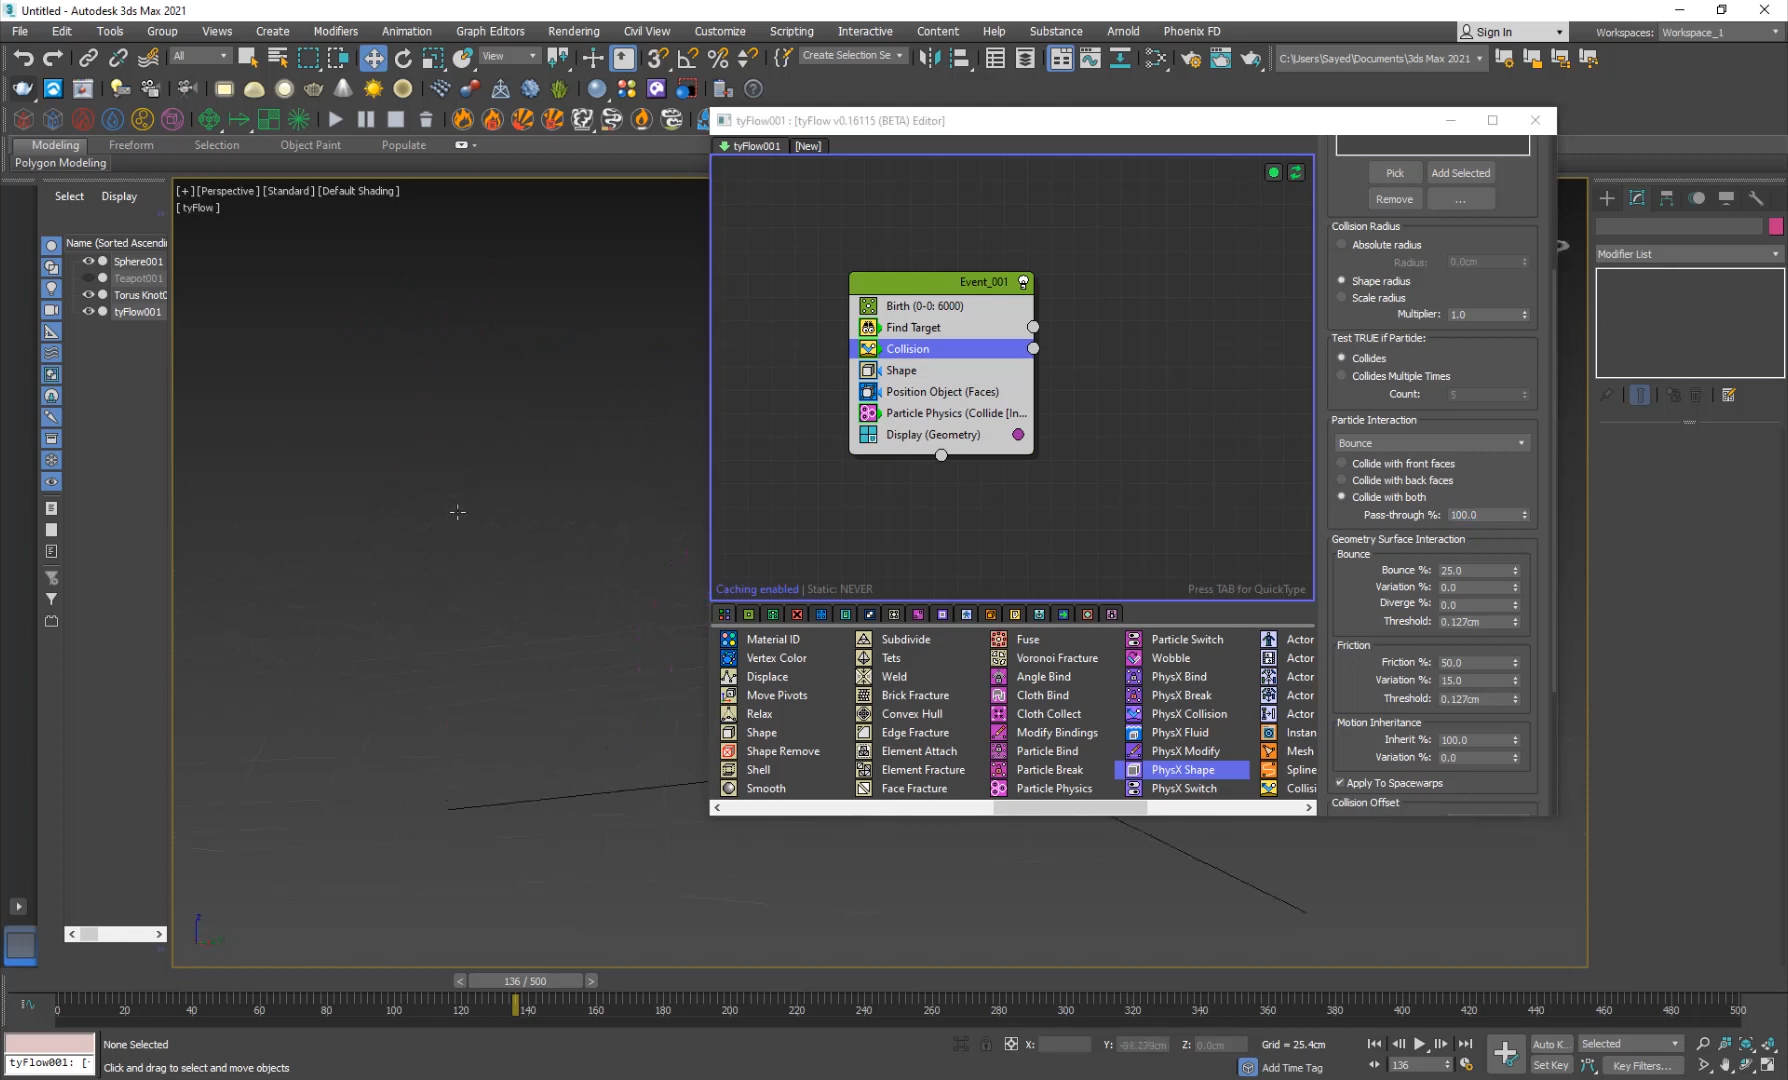 Untitled - Autodesk 3ds Max 2021
File Edit Tools Group Views Create Modifiers Animation Graph Editors Rendering Civil View Customize Scripting Interactive Content Help Substance Arnold Phoenix FD
Sign In
Workspaces: Workspace_1
All
View
Create Selection Se
C:\Users\Sayed\Documents\3ds Max 2021
Modeling Freeform Selection Object Paint Populate
Polygon Modeling
Select Display
Name (Sorted Ascendi
Sphere001
Teapot001
Torus Knot0
tyFlow001
[+] [Perspective] [Standard] [Default Shading]
[ tyFlow ]
tyFlow001 : [tyFlow v0.16115 (BETA) Editor]
tyFlow001 [New]
Event_001
Birth (0-0: 6000)
Find Target
Collision
Shape
Position Object (Faces)
Particle Physics (Collide [In...
Display (Geometry)
Caching enabled | Static: NEVER
Press TAB for QuickType
Material ID Subdivide Fuse Particle Switch Actor
Vertex Color Tets Voronoi Fracture Wobble Actor
Displace Weld Angle Bind PhysX Bind Actor
Move Pivots Brick Fracture Cloth Bind PhysX Break Actor
Relax Convex Hull Cloth Collect PhysX Collision Actor
Shape Edge Fracture Modify Bindings PhysX Fluid Instan
Shape Remove Element Attach Particle Bind PhysX Modify Mesh
Shell Element Fracture Particle Break PhysX Shape Spline
Smooth Face Fracture Particle Physics PhysX Switch Collisi
Pick Add Selected
Remove ...
Collision Radius
Absolute radius
Radius: 0.0cm
Shape radius
Scale radius
Multiplier: 1.0
Test TRUE if Particle:
Collides
Collides Multiple Times
Count: 5
Particle Interaction
Bounce
Collide with front faces
Collide with back faces
Collide with both
Pass-through %: 100.0
Geometry Surface Interaction
Bounce
Bounce %: 25.0
Variation %: 0.0
Diverge %: 0.0
Threshold: 0.127cm
Friction
Friction %: 50.0
Variation %: 15.0
Threshold: 0.127cm
Motion Inheritance
Inherit %: 100.0
Variation %: 0.0
Apply To Spacewarps
Collision Offset
Modifier List
z
< 136 / 500 >
0 20 40 60 80 100 120 140 160 180 200 220 240 260 280 300 320 340 360 380 400 420 440 460 480 500
tyFlow001: [
None Selected
Click and drag to select and move objects
X: Y: -98.239cm Z: 0.0cm Grid = 25.4cm
Add Time Tag
136
Auto K... Selected
Set Key Key Filters...